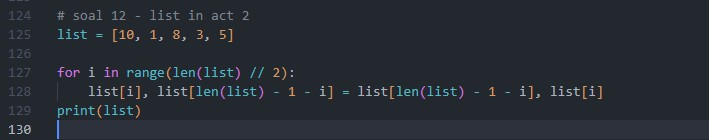 124 # soal 12 - list in act 2
125 list = [10, 1, 8, 3, 5]
126
127 for i in range(len(list) // 2):
128     list[i], list[len(list) - 1 - i] = list[len(list) - 1 - i], list[i]
129 print(list)
130